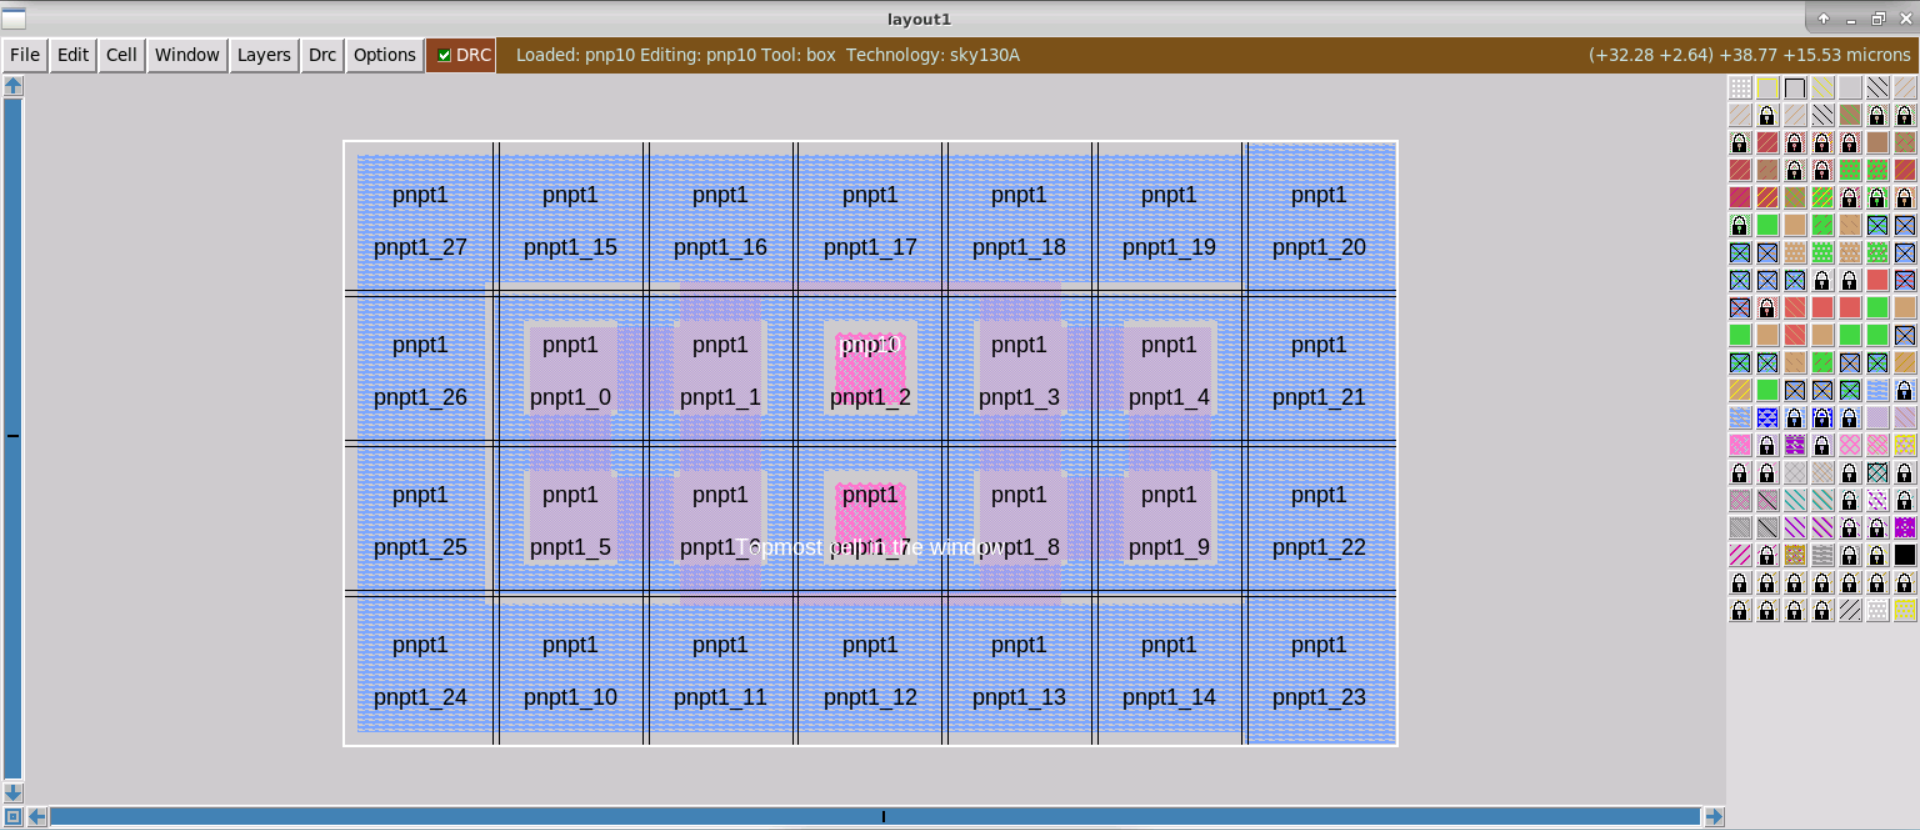 layout1
File Edit Cell Window Layers Drc Options DRC Loaded: pnp10 Editing: pnp10 Tool: box Technology: sky130A (+32.28 +2.64) +38.77 +15.53 microns
pnpt1 pnpt1 pnpt1 pnpt1 pnpt1 pnpt1 pnpt1
pnpt1_27 pnpt1_15 pnpt1_16 pnpt1_17 pnpt1_18 pnpt1_19 pnpt1_20
pnpt1 pnpt1 pnpt1 pnpt1 pnp10 pnpt1 pnpt1 pnpt1
pnpt1_26 pnpt1_0 pnpt1_1 pnpt1_2 pnpt1_3 pnpt1_4 pnpt1_21
pnpt1 pnpt1 pnpt1 pnpt1 pnpt1 pnpt1 pnpt1
pnpt1_25 pnpt1_5 pnpt1_6 Topmost cell in the window pnpt1_7 pnpt1_8 pnpt1_9 pnpt1_22
pnpt1 pnpt1 pnpt1 pnpt1 pnpt1 pnpt1 pnpt1
pnpt1_24 pnpt1_10 pnpt1_11 pnpt1_12 pnpt1_13 pnpt1_14 pnpt1_23